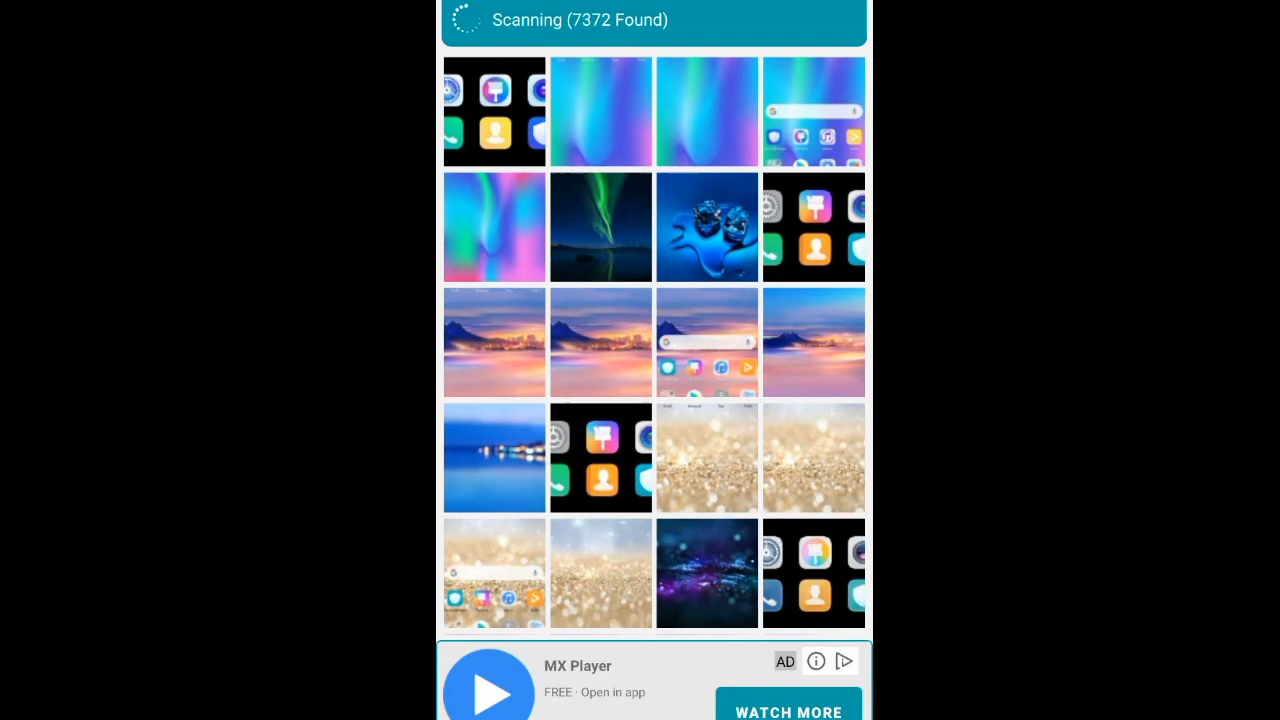 Scanning (7372 Found)
MX Player
AD
FREE · Open in app
WATCH MORE